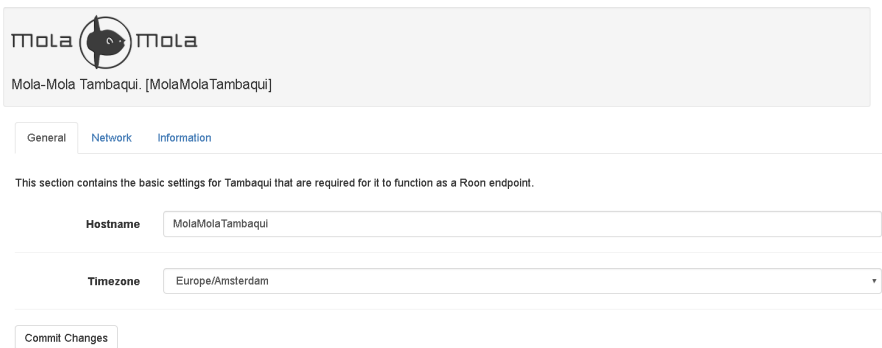 mola mola
Mola-Mola Tambaqui. [MolaMolaTambaqui]
General Network Information
This section contains the basic settings for Tambaqui that are required for it to function as a Roon endpoint.
Hostname MolaMolaTambaqui
Timezone Europe/Amsterdam
Commit Changes